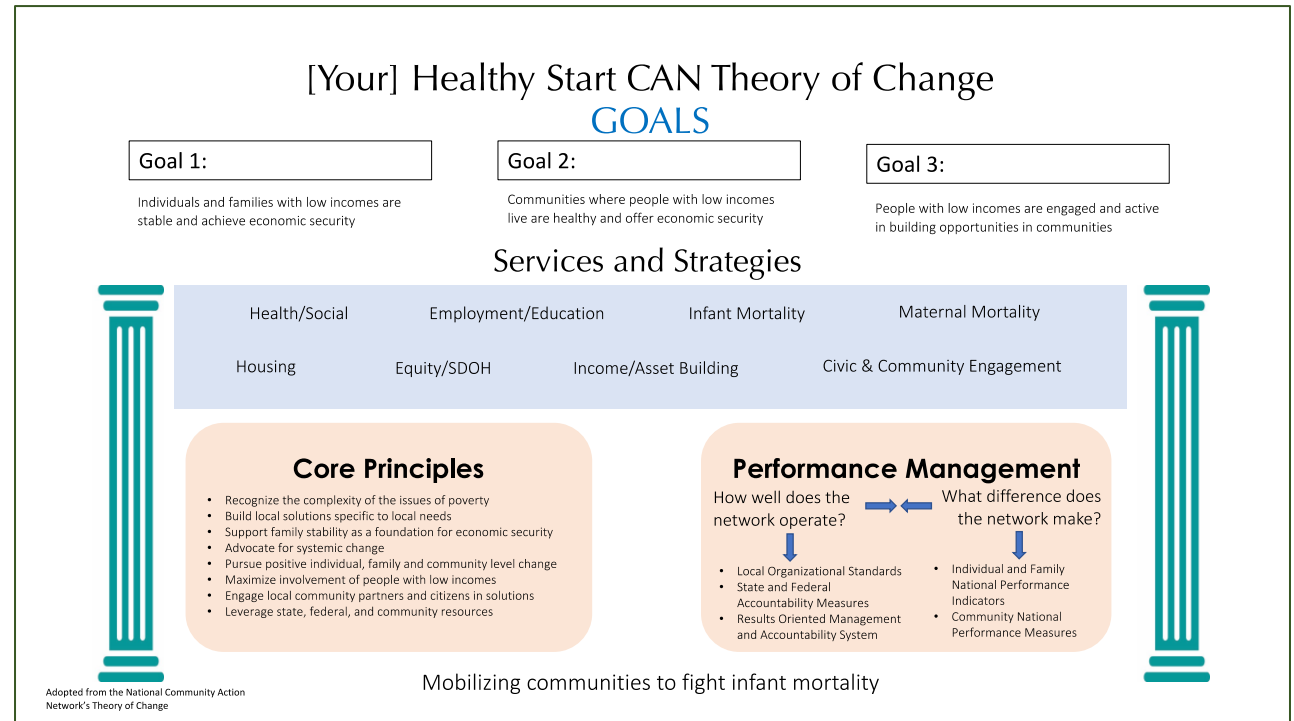 [Your] Healthy Start CAN Theory of Change
GOALS
Goal 1:
Individuals and families with low incomes are
stable and achieve economic security
Goal 2:
Communities where people with low incomes
live are healthy and offer economic security
Goal 3:
People with low incomes are engaged and active
in building opportunities in communities
Services and Strategies
Health/Social
Employment/Education
Infant Mortality
Maternal Mortality
Housing
Equity/SDOH
Income/Asset Building
Civic & Community Engagement
Core Principles
• Recognize the complexity of the issues of poverty
• Build local solutions specific to local needs
• Support family stability as a foundation for economic security
• Advocate for systemic change
• Pursue positive individual, family and community level change
• Maximize involvement of people with low incomes
• Engage local community partners and citizens in solutions
• Leverage state, federal, and community resources
Performance Management
How well does the
network operate?
• Local Organizational Standards
• State and Federal
Accountability Measures
• Results Oriented Management
and Accountability System
What difference does
the network make?
• Individual and Family
National Performance
Indicators
• Community National
Performance Measures
Mobilizing communities to fight infant mortality
Adopted from the National Community Action
Network's Theory of Change